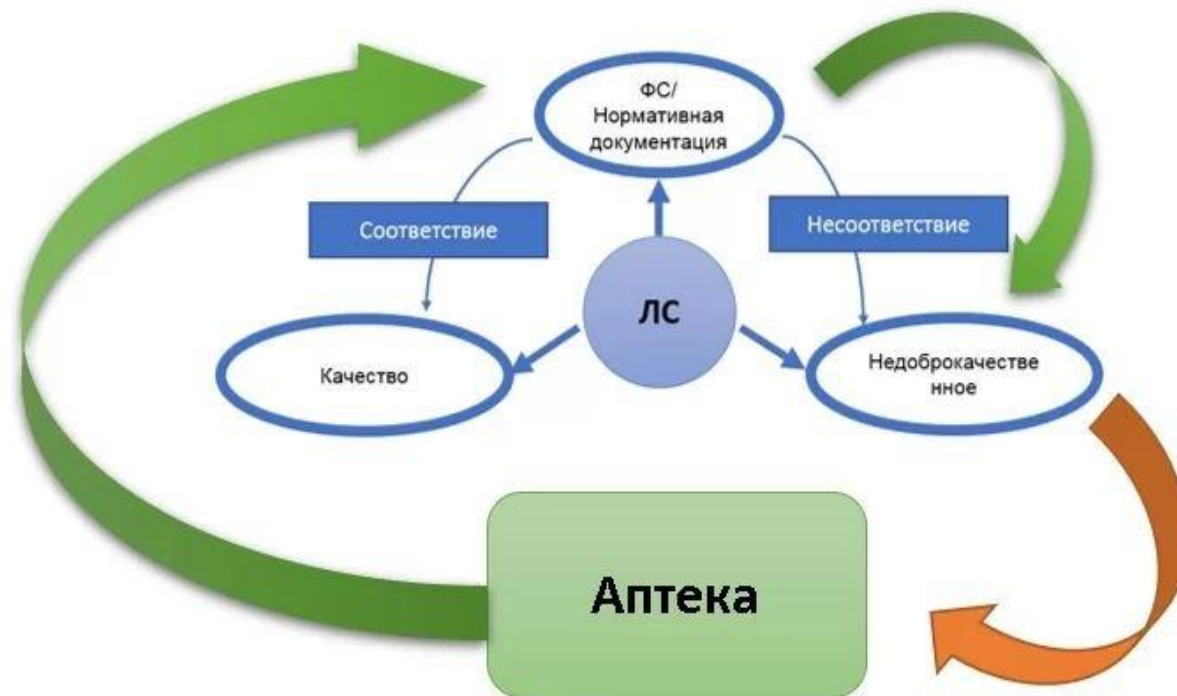 ФС/
Нормативная
документация
Соответствие
Несоответствие
ЛС
Качество
Недоброкачестве
нное
Аптека